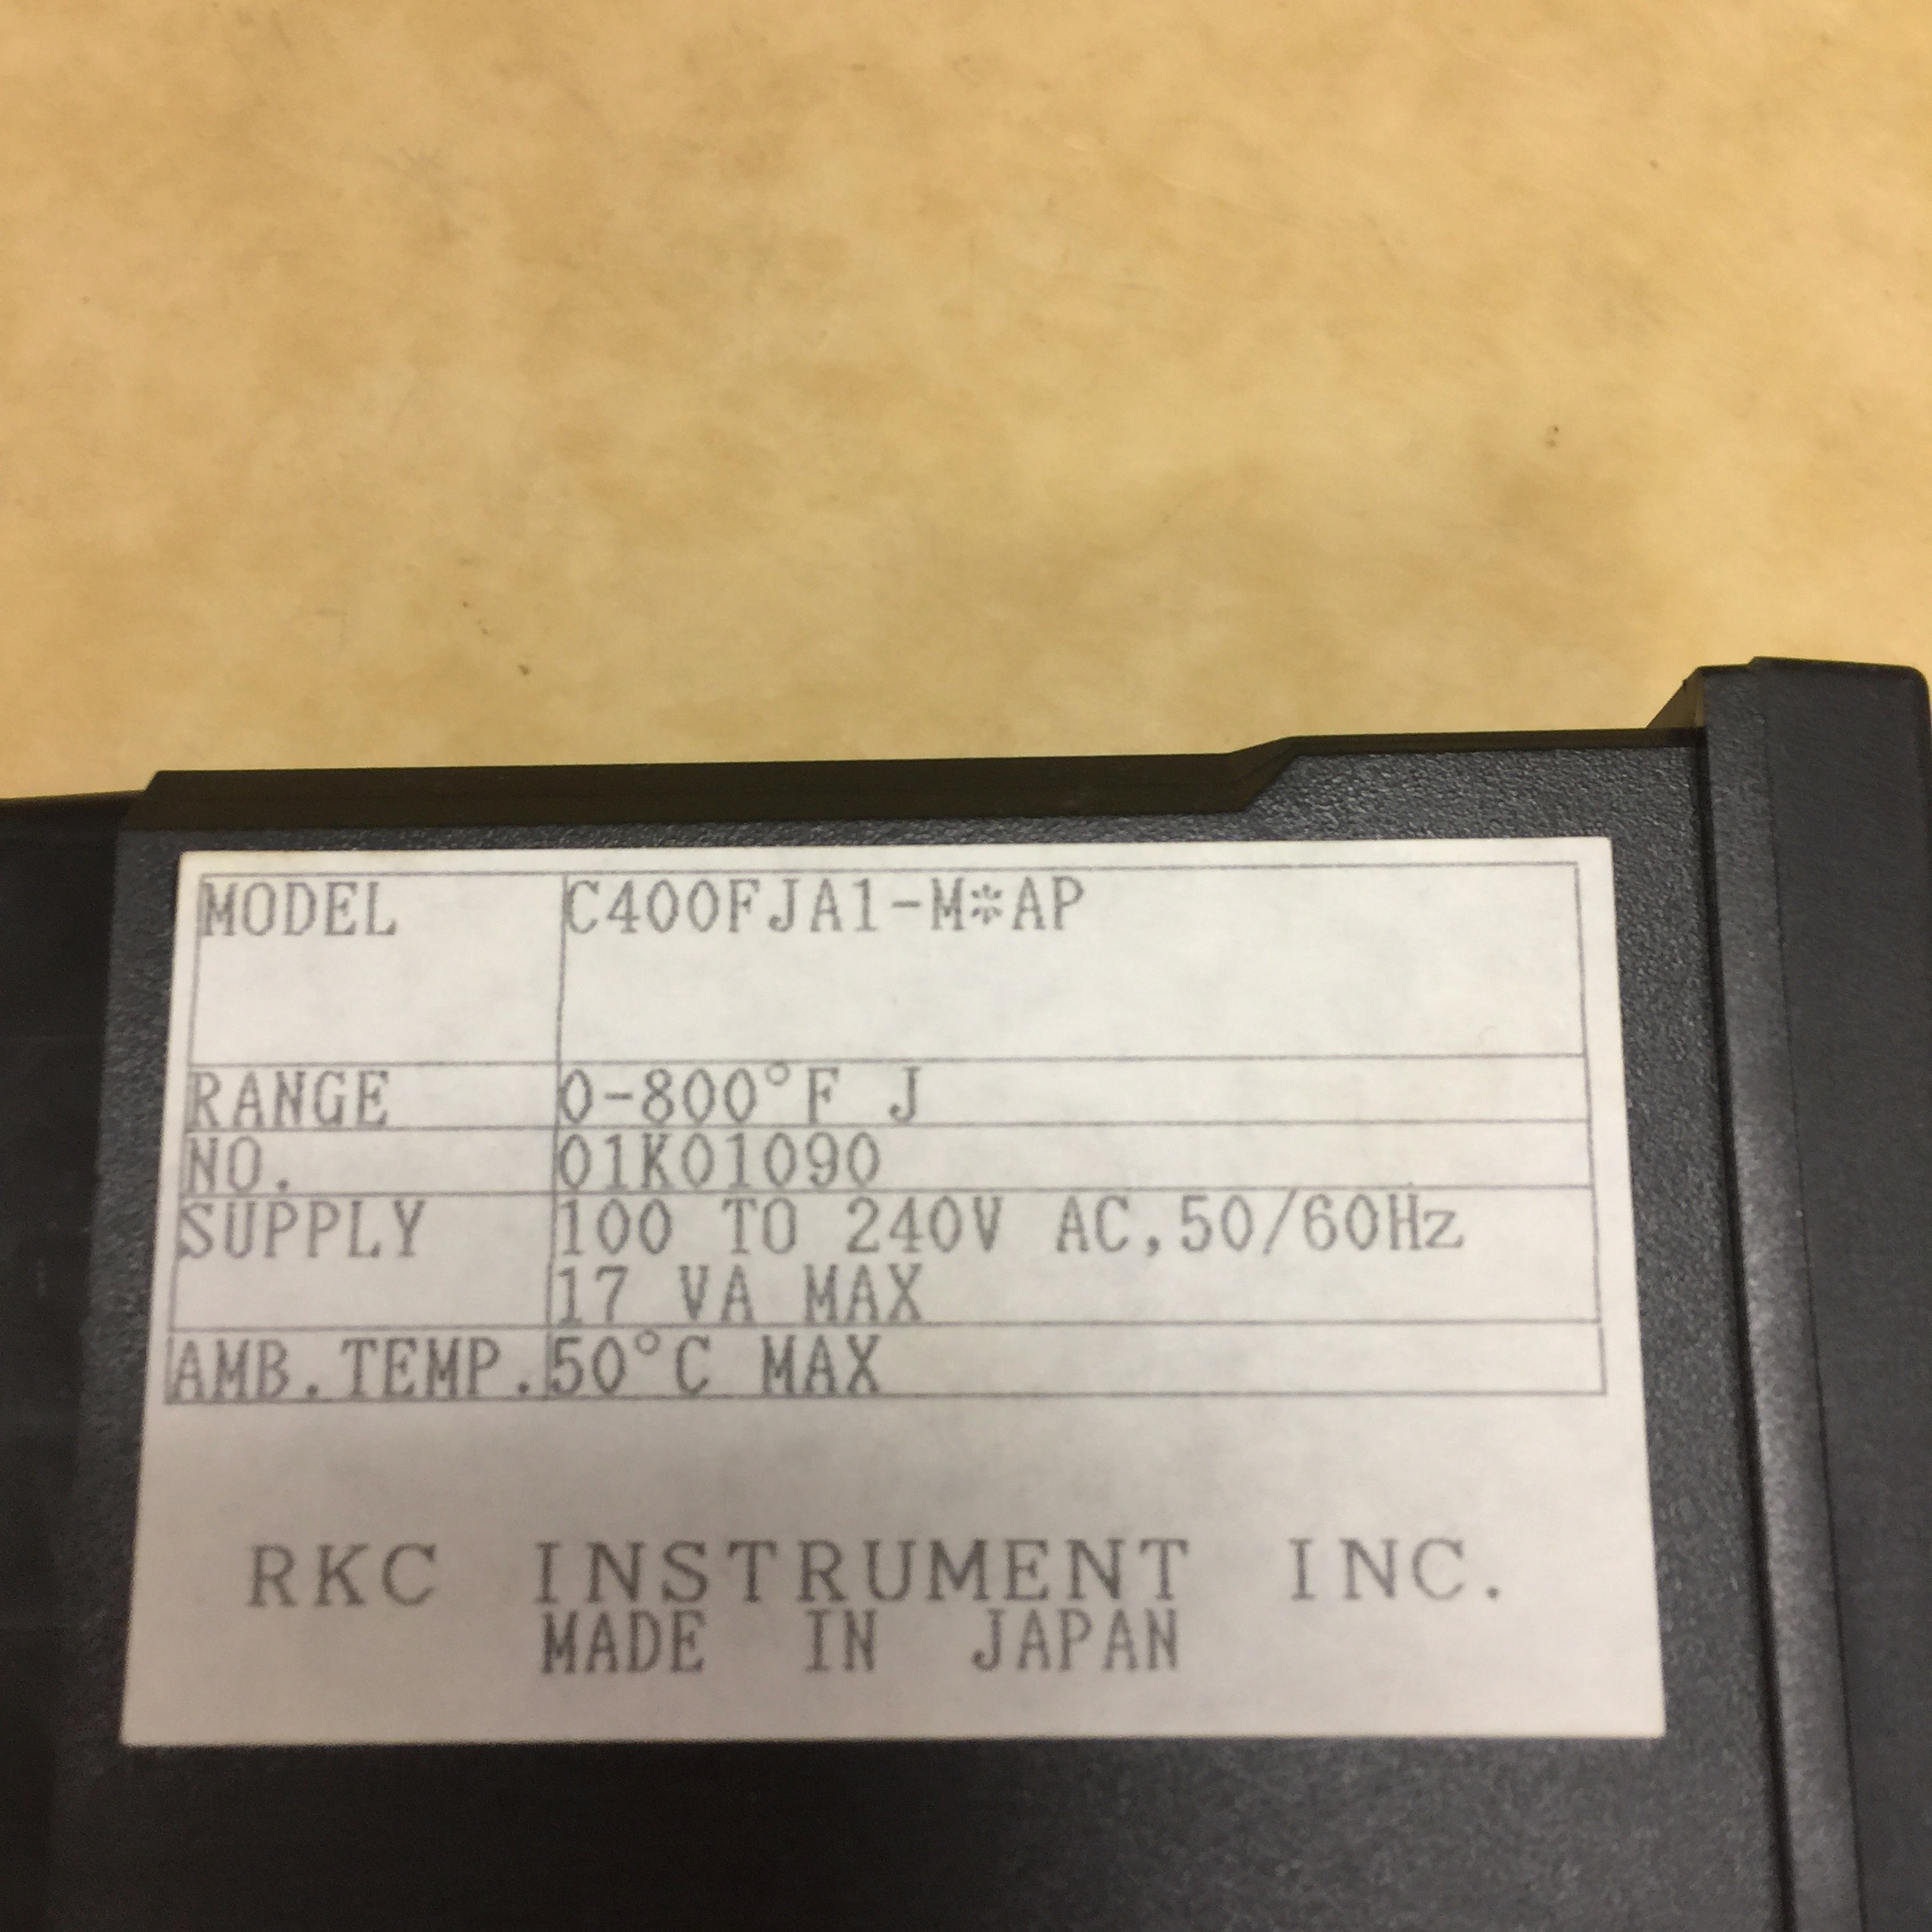 MODEL C400FJA1-M*AP
RANGE 0-800°F J
NO. 01K01090
SUPPLY 100 TO 240V AC,50/60Hz
17 VA MAX
AMB.TEMP. 50°C MAX
RKC INSTRUMENT INC.
MADE IN JAPAN